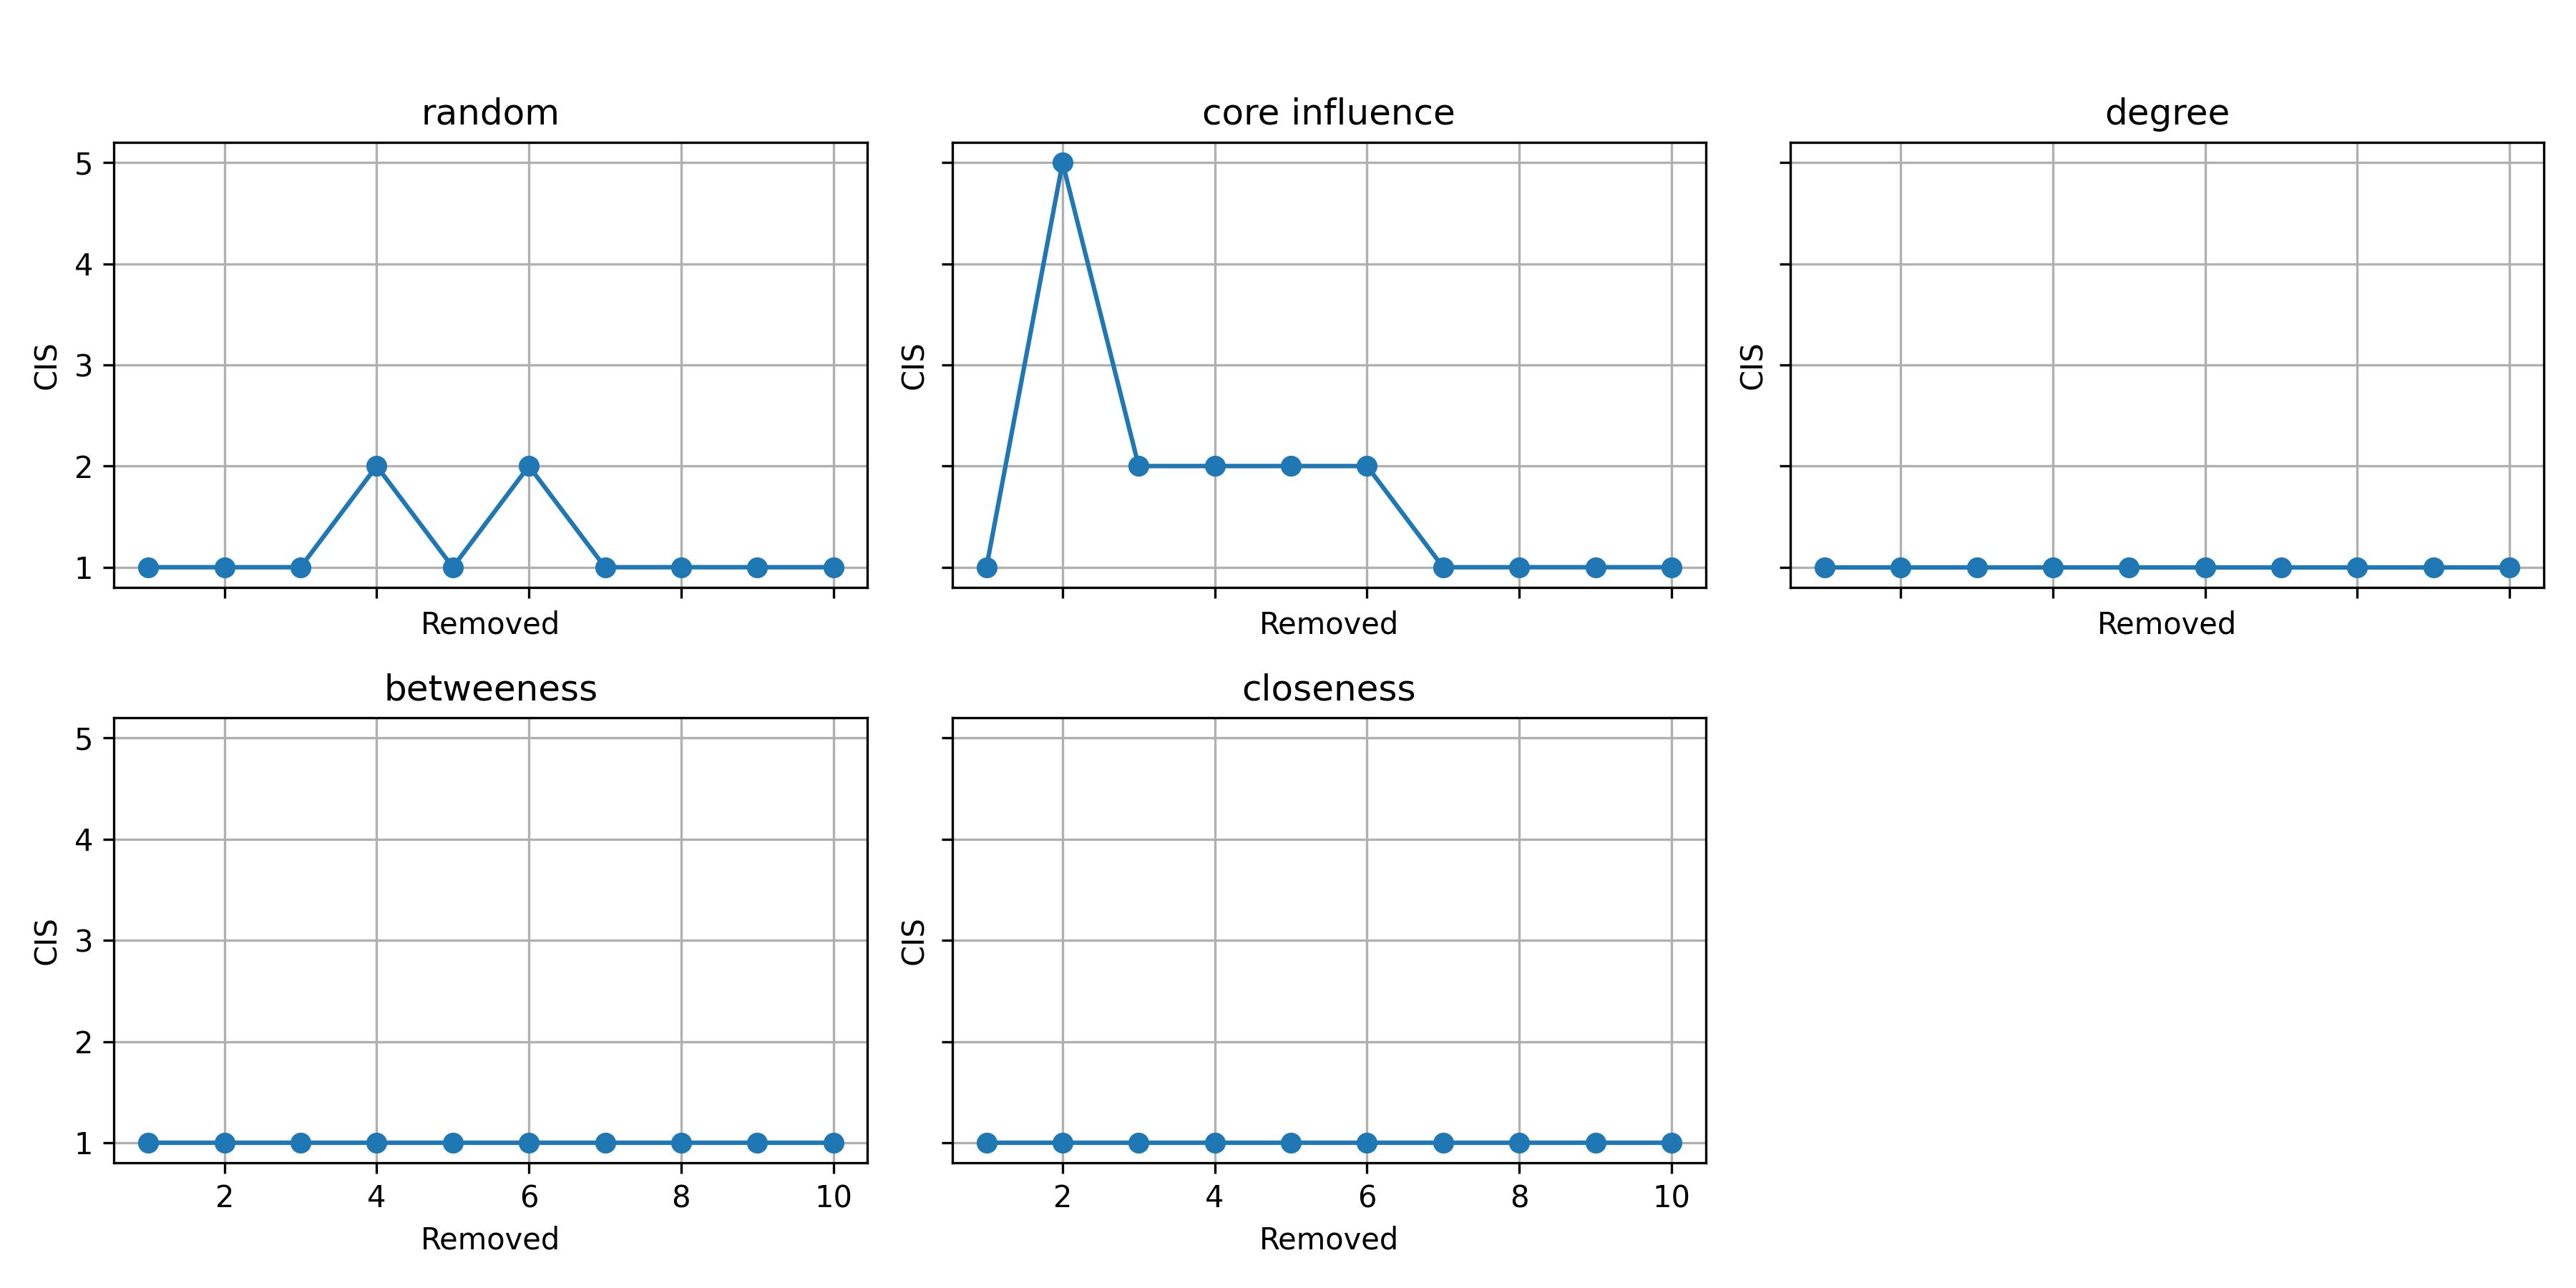 random
5
4
3
2
1
CIS
Removed
core influence
CIS
Removed
degree
CIS
Removed
betweeness
5
4
3
2
1
CIS
2 4 6 8 10
Removed
closeness
CIS
2 4 6 8 10
Removed